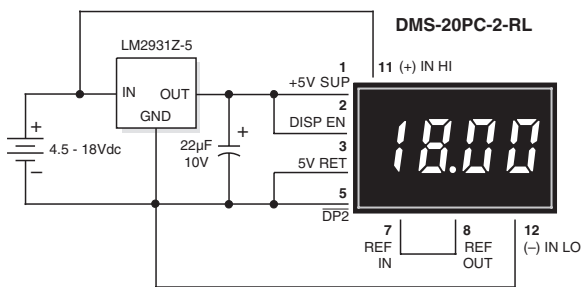 DMS-20PC-2-RL
LM2931Z-5
1
11 (+) IN HI
+5V SUP
IN
OUT
GND
2
DISP EN
+
4.5 - 18Vdc
–
22µF
10V
+
3
5V RET
18.00
5
DP2
7
REF
IN
8
REF
OUT
12
(–) IN LO